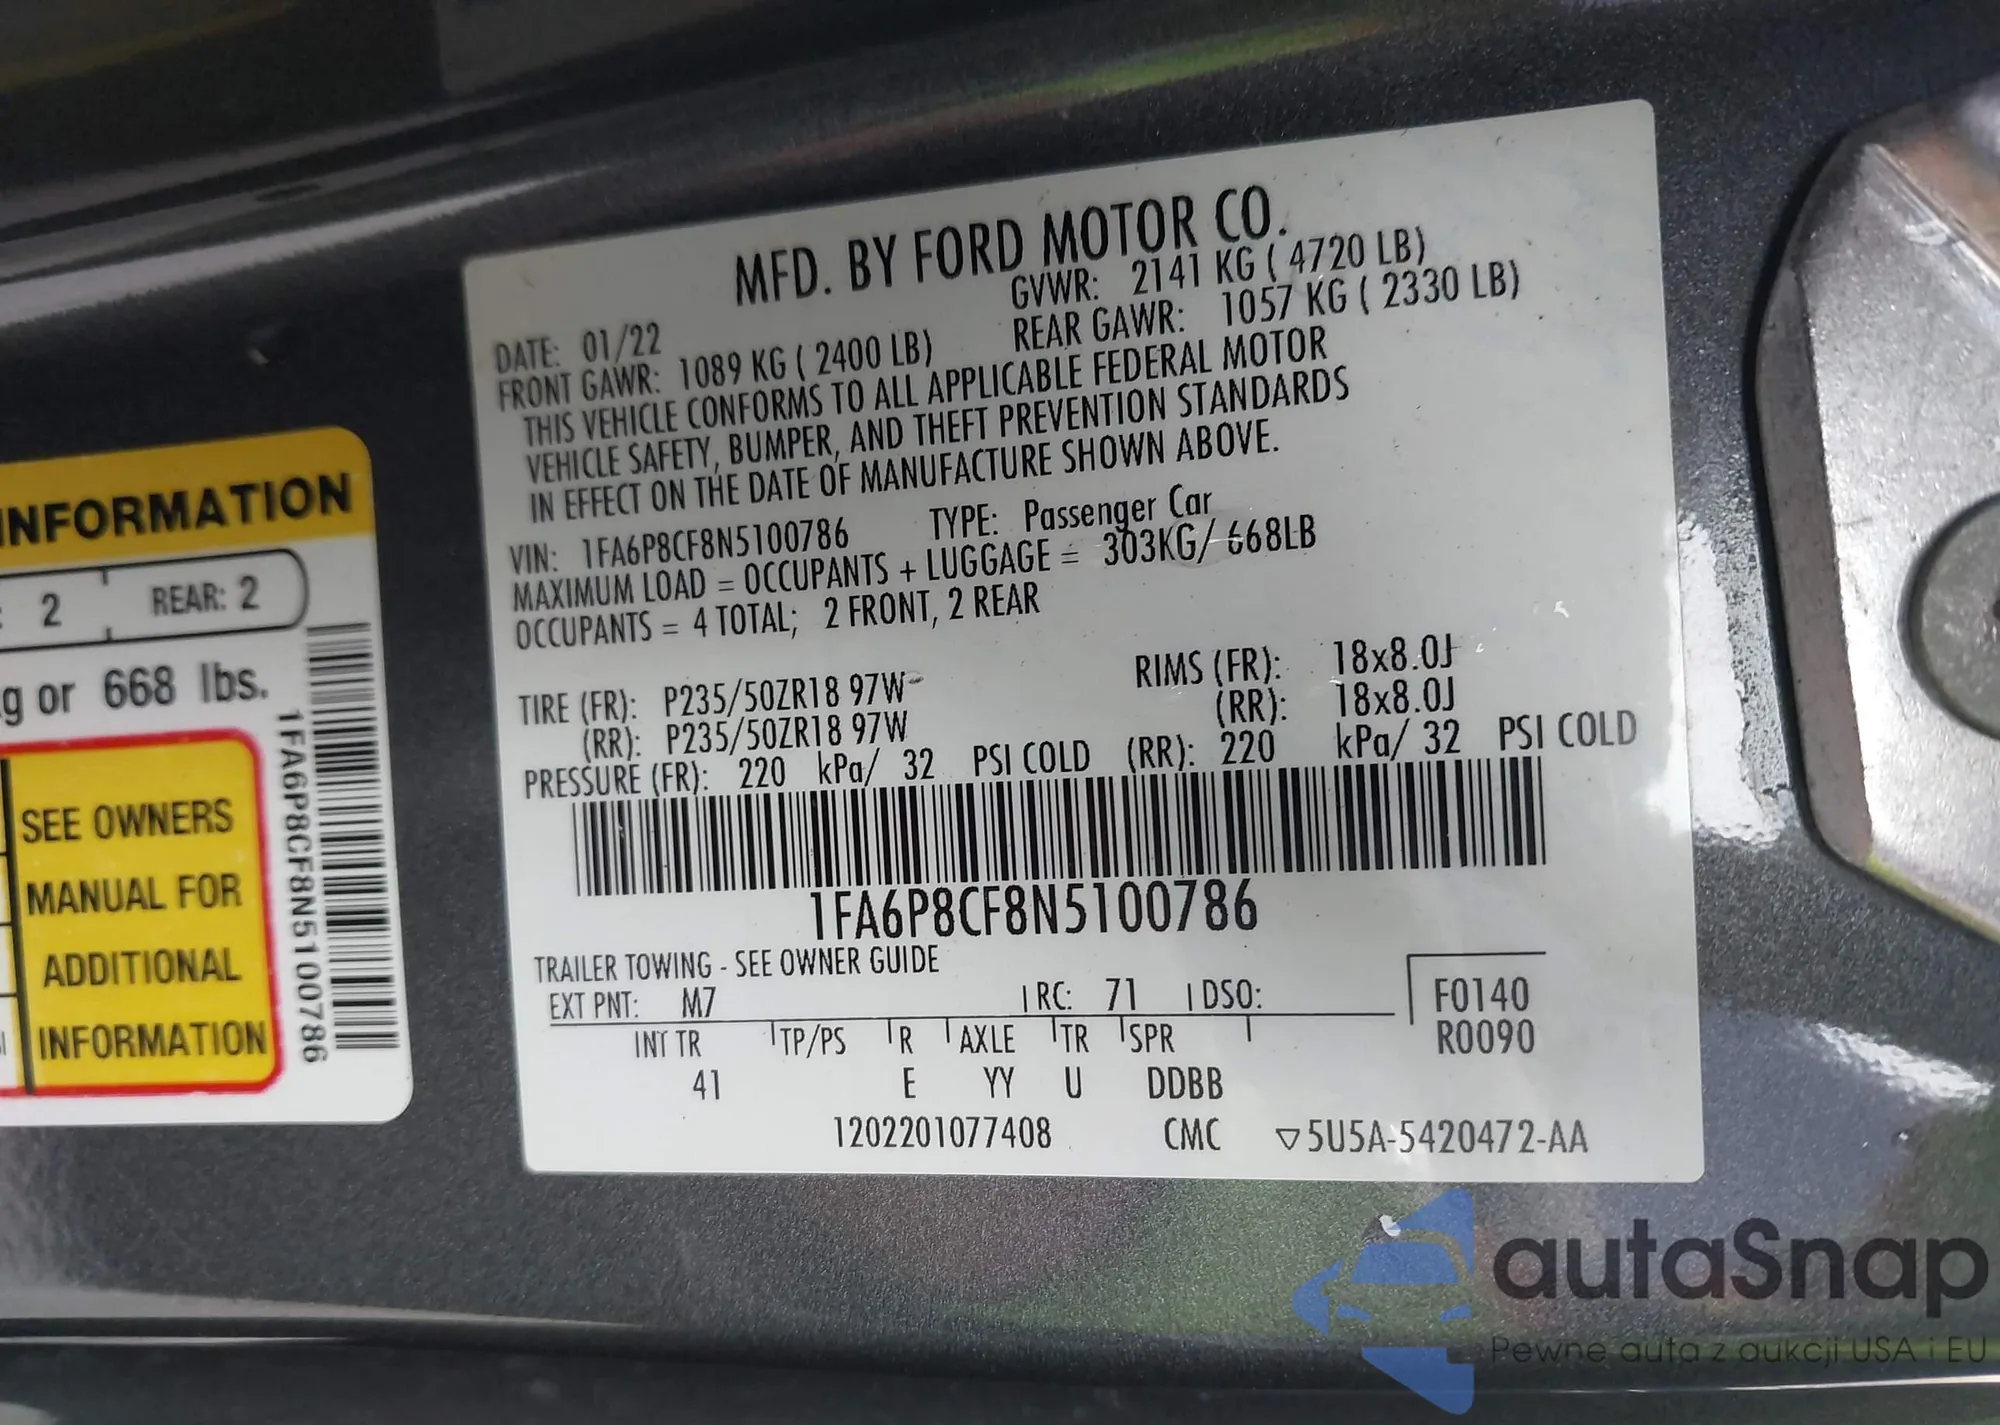 INFORMATION
2 REAR: 2
g or 668 lbs.
SEE OWNERS
MANUAL FOR
ADDITIONAL
INFORMATION
1FA6P8CF8N5100786
MFD. BY FORD MOTOR CO.
DATE: 01/22 GVWR: 2141 KG ( 4720 LB)
FRONT GAWR: 1089 KG ( 2400 LB) REAR GAWR: 1057 KG ( 2330 LB)
THIS VEHICLE CONFORMS TO ALL APPLICABLE FEDERAL MOTOR
VEHICLE SAFETY, BUMPER, AND THEFT PREVENTION STANDARDS
IN EFFECT ON THE DATE OF MANUFACTURE SHOWN ABOVE.
VIN: 1FA6P8CF8N5100786 TYPE: Passenger Car
MAXIMUM LOAD = OCCUPANTS + LUGGAGE = 303KG/ 668LB
OCCUPANTS = 4 TOTAL; 2 FRONT, 2 REAR
TIRE (FR): P235/50ZR18 97W RIMS (FR): 18x8.0J
(RR): P235/50ZR18 97W (RR): 18x8.0J
PRESSURE (FR): 220 kPa/ 32 PSI COLD (RR): 220 kPa/ 32 PSI COLD
1FA6P8CF8N5100786
TRAILER TOWING - SEE OWNER GUIDE
EXT PNT: M7 RC: 71 DSO: F0140
INT TR TP/PS R AXLE TR SPR R0090
41 E YY U DDBB
1202201077408 CMC ▽5U5A-5420472-AA
autaSnap
Pewne auta z aukcji USA i EU